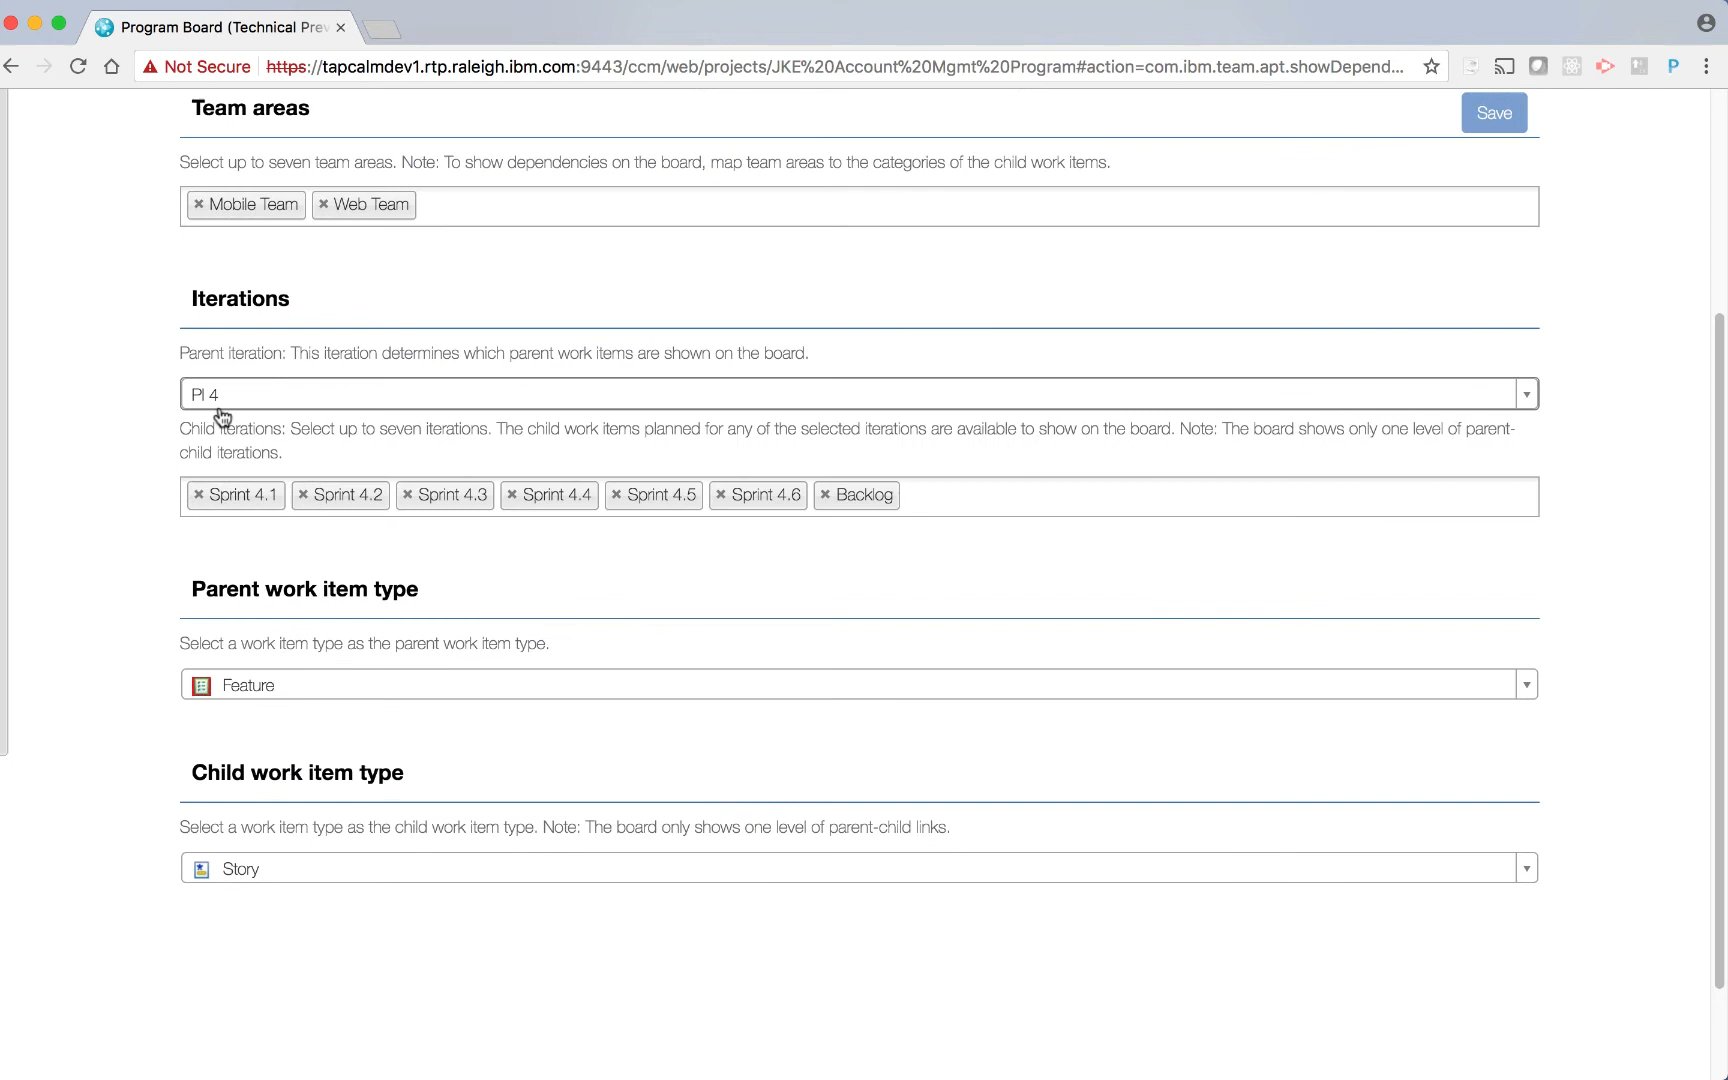 Program Board (Technical Prev
Not Secure https://tapcalmdev1.rtp.raleigh.ibm.com:9443/ccm/web/projects/JKE%20Account%20Mgmt%20Program#action=com.ibm.team.apt.showDepend...
Team areas
Save
Select up to seven team areas. Note: To show dependencies on the board, map team areas to the categories of the child work items.
× Mobile Team × Web Team
Iterations
Parent iteration: This iteration determines which parent work items are shown on the board.
PI 4
Child iterations: Select up to seven iterations. The child work items planned for any of the selected iterations are available to show on the board. Note: The board shows only one level of parent-
child iterations.
× Sprint 4.1 × Sprint 4.2 × Sprint 4.3 × Sprint 4.4 × Sprint 4.5 × Sprint 4.6 × Backlog
Parent work item type
Select a work item type as the parent work item type.
Feature
Child work item type
Select a work item type as the child work item type. Note: The board only shows one level of parent-child links.
Story